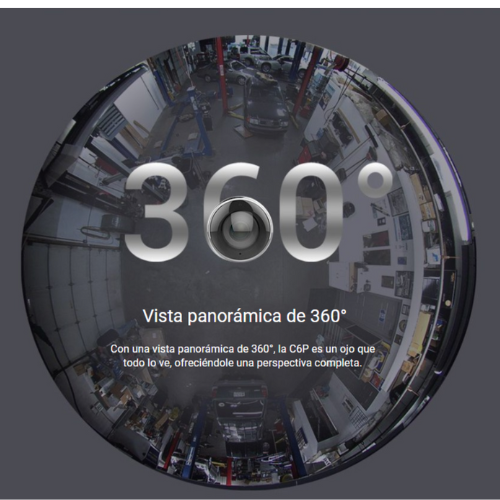 360°
Vista panorámica de 360°
Con una vista panorámica de 360°, la C6P es un ojo que
todo lo ve, ofreciéndole una perspectiva completa.